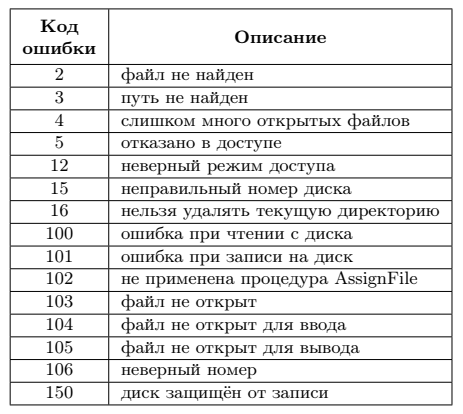 Код ошибки Описание
2 файл не найден
3 путь не найден
4 слишком много открытых файлов
5 отказано в доступе
12 неверный режим доступа
15 неправильный номер диска
16 нельзя удалять текущую директорию
100 ошибка при чтении с диска
101 ошибка при записи на диск
102 не применена процедура AssignFile
103 файл не открыт
104 файл не открыт для ввода
105 файл не открыт для вывода
106 неверный номер
150 диск защищён от записи